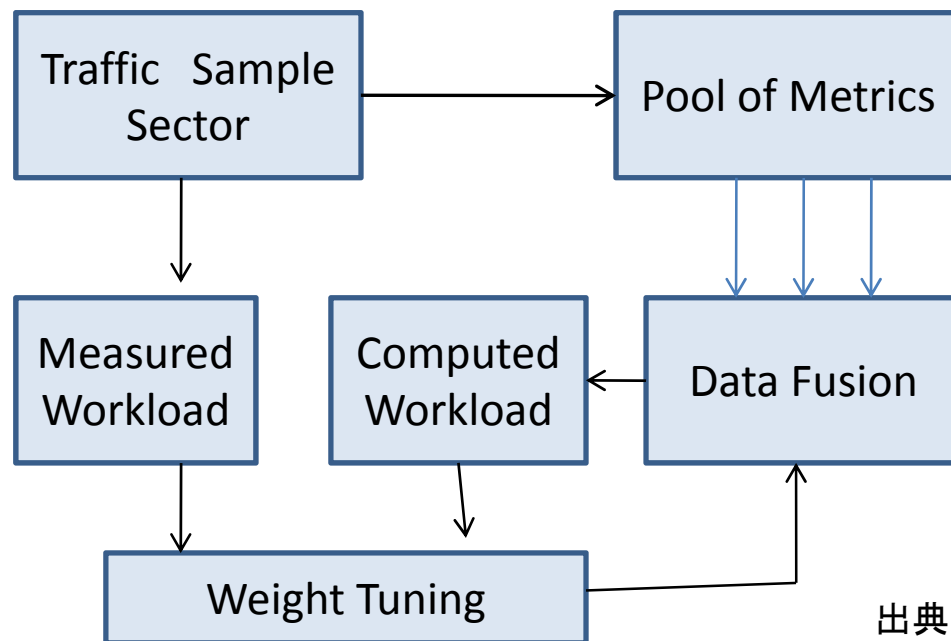 Traffic Sample
Sector
Pool of Metrics
Measured
Workload
Computed
Workload
Data Fusion
Weight Tuning
出典